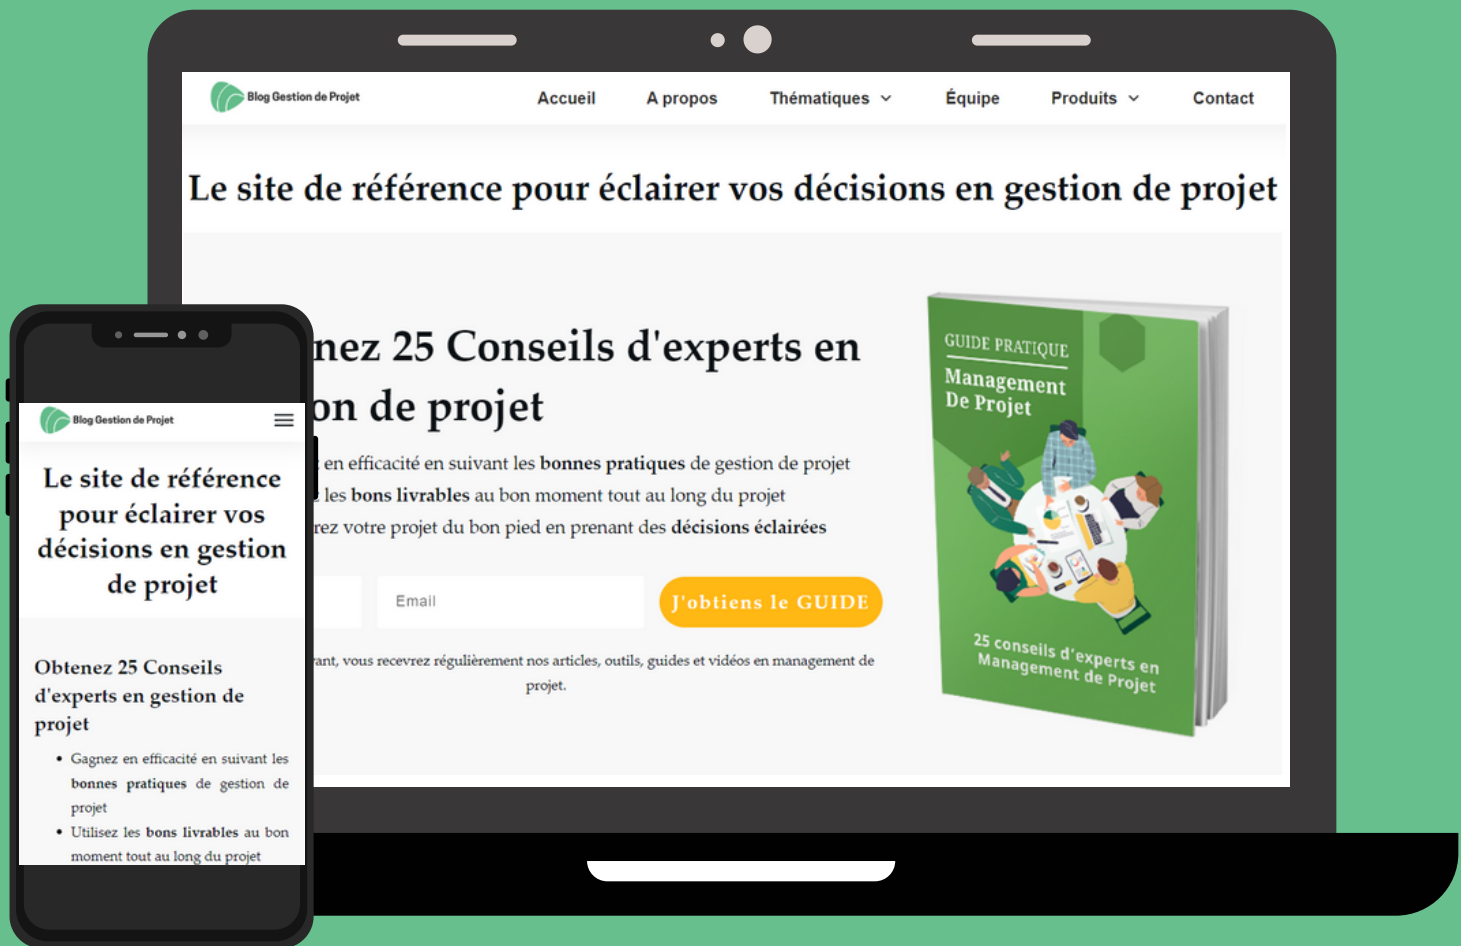 Blog Gestion de Projet
Accueil
A propos
Thématiques
Équipe
Produits
Contact
Le site de référence pour éclairer vos décisions en gestion de projet
nez 25 Conseils d'experts en
on de projet
en efficacité en suivant les bonnes pratiques de gestion de projet
les bons livrables au bon moment tout au long du projet
rez votre projet du bon pied en prenant des décisions éclairées
Email
J'obtiens le GUIDE
vant, vous recevrez régulièrement nos articles, outils, guides et vidéos en management de
projet.
GUIDE PRATIQUE
Management
De Projet
25 conseils d'experts en
Management de Projet
Blog Gestion de Projet
Le site de référence
pour éclairer vos
décisions en gestion
de projet
Obtenez 25 Conseils
d'experts en gestion de
projet
• Gagnez en efficacité en suivant les
bonnes pratiques de gestion de
projet
• Utilisez les bons livrables au bon
moment tout au long du projet